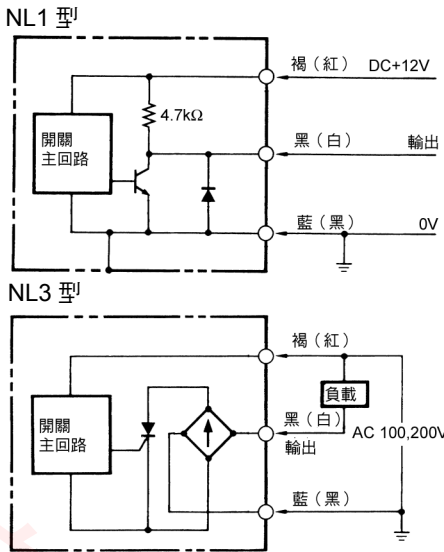 NL1 型
褐（紅） DC+12V
4.7kΩ
開關
主回路
黑（白） 輸出
藍（黑） 0V
NL3 型
褐（紅）
負載
開關
主回路
黑（白）
輸出
AC 100,200V
藍（黑）